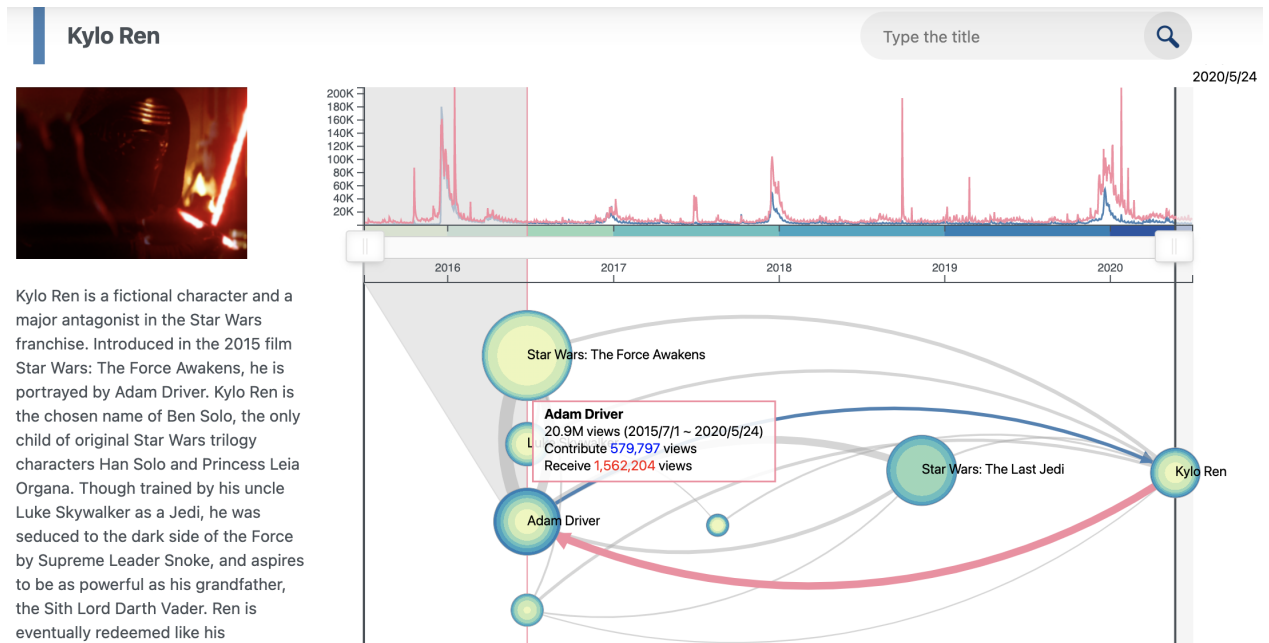 Kylo Ren
Type the title
2020/5/24
200K
180K
160K
140K
120K
100K
80K
60K
40K
20K
2016
2017
2018
2019
2020
Kylo Ren is a fictional character and a
major antagonist in the Star Wars
franchise. Introduced in the 2015 film
Star Wars: The Force Awakens, he is
portrayed by Adam Driver. Kylo Ren is
the chosen name of Ben Solo, the only
child of original Star Wars trilogy
characters Han Solo and Princess Leia
Organa. Though trained by his uncle
Luke Skywalker as a Jedi, he was
seduced to the dark side of the Force
by Supreme Leader Snoke, and aspires
to be as powerful as his grandfather,
the Sith Lord Darth Vader. Ren is
eventually redeemed like his
Star Wars: The Force Awakens
Adam Driver
20.9M views (2015/7/1 ~ 2020/5/24)
Contribute 579,797 views
Receive 1,562,204 views
Luke Skywalker
Star Wars: The Last Jedi
Kylo Ren
Adam Driver